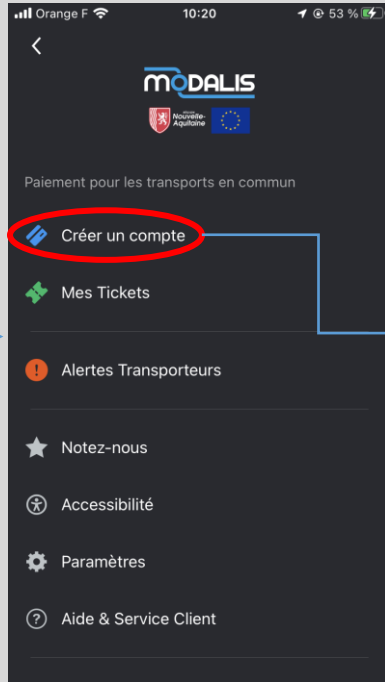 Orange F 10:20 53 %
MODALIS
RÉGION
Nouvelle-
Aquitaine
Paiement pour les transports en commun
Créer un compte
Mes Tickets
Alertes Transporteurs
Notez-nous
Accessibilité
Paramètres
Aide & Service Client